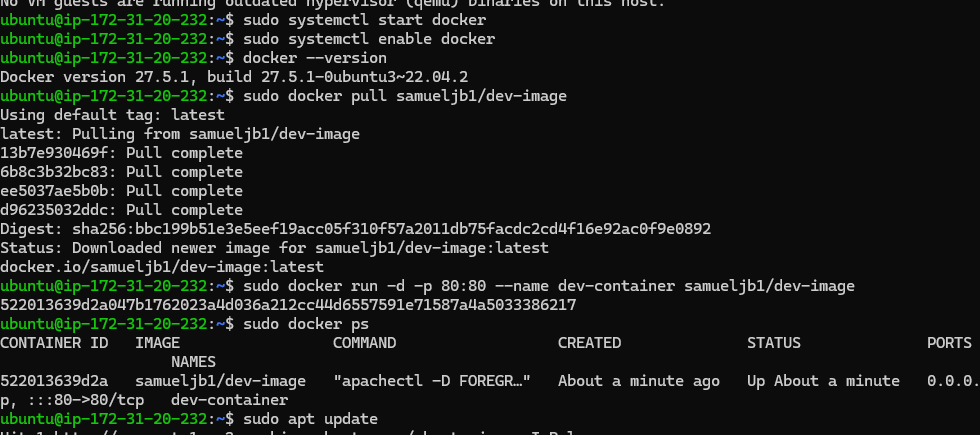 No VM guests are running outdated hypervisor (qemu) binaries on this host.
ubuntu@ip-172-31-20-232:~$ sudo systemctl start docker
ubuntu@ip-172-31-20-232:~$ sudo systemctl enable docker
ubuntu@ip-172-31-20-232:~$ docker --version
Docker version 27.5.1, build 27.5.1-0ubuntu3~22.04.2
ubuntu@ip-172-31-20-232:~$ sudo docker pull samueljb1/dev-image
Using default tag: latest
latest: Pulling from samueljb1/dev-image
13b7e930469f: Pull complete
6b8c3b32bc83: Pull complete
ee5037ae5b0b: Pull complete
d96235032ddc: Pull complete
Digest: sha256:bbc199b51e3e5eef19acc05f310f57a2011db75facdc2cd4f16e92ac0f9e0892
Status: Downloaded newer image for samueljb1/dev-image:latest
docker.io/samueljb1/dev-image:latest
ubuntu@ip-172-31-20-232:~$ sudo docker run -d -p 80:80 --name dev-container samueljb1/dev-image
522013639d2a047b1762023a4d036a212cc44d6557591e71587a4a5033386217
ubuntu@ip-172-31-20-232:~$ sudo docker ps
CONTAINER ID   IMAGE                 COMMAND                  CREATED              STATUS              PORTS
NAMES
522013639d2a   samueljb1/dev-image   "apachectl -D FOREGR…"   About a minute ago   Up About a minute   0.0.0.
p, :::80->80/tcp   dev-container
ubuntu@ip-172-31-20-232:~$ sudo apt update